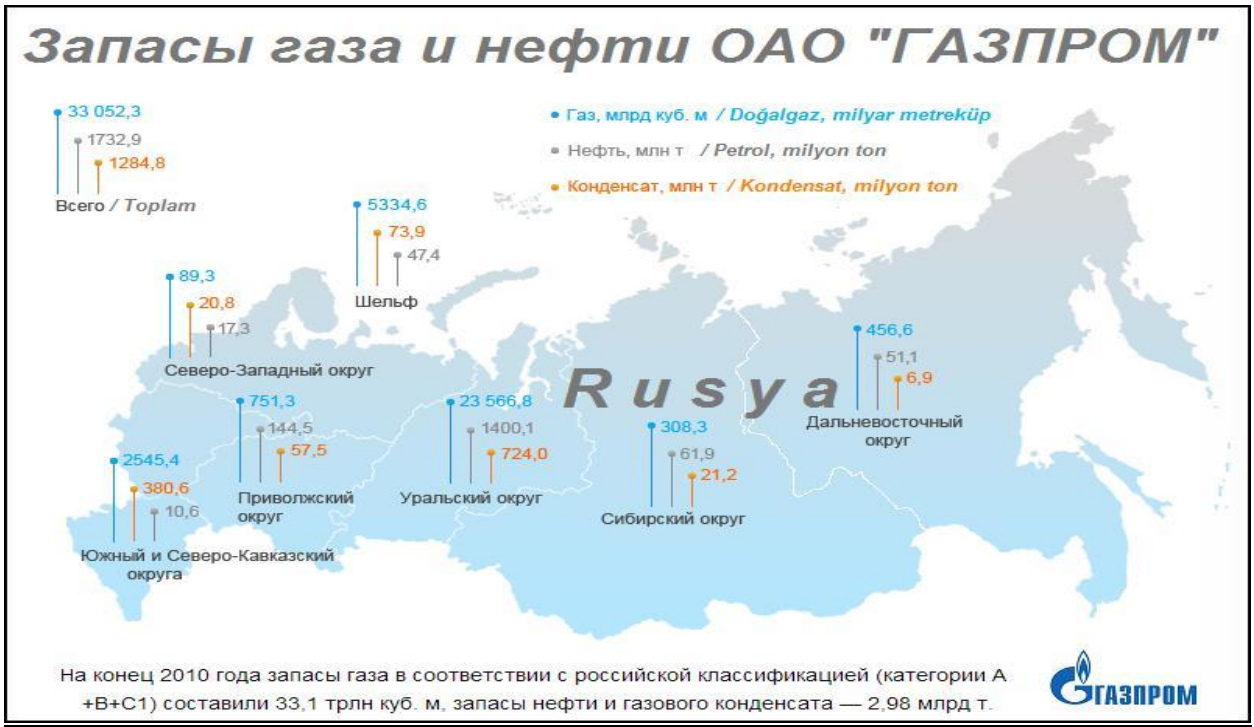 Запасы газа и нефти ОАО "ГАЗПРОМ"
33 052,3
1732,9
1284,8
Всего / Toplam
Газ, млрд куб. м / Doğalgaz, milyar metreküp
Нефть, млн т / Petrol, milyon ton
Конденсат, млн т / Kondensat, milyon ton
5334,6
73,9
47,4
Шельф
89,3
20,8
17,3
Северо-Западный округ
456,6
51,1
6,9
Дальневосточный
округ
Rusya
751,3
144,5
57,5
Приволжский
округ
23 566,8
1400,1
724,0
Уральский округ
308,3
61,9
21,2
Сибирский округ
2545,4
380,6
10,6
Южный и Северо-Кавказский
округа
На конец 2010 года запасы газа в соответствии с российской классификацией (категории А
+В+С1) составили 33,1 трлн куб. м, запасы нефти и газового конденсата — 2,98 млрд т.
ГАЗПРОМ